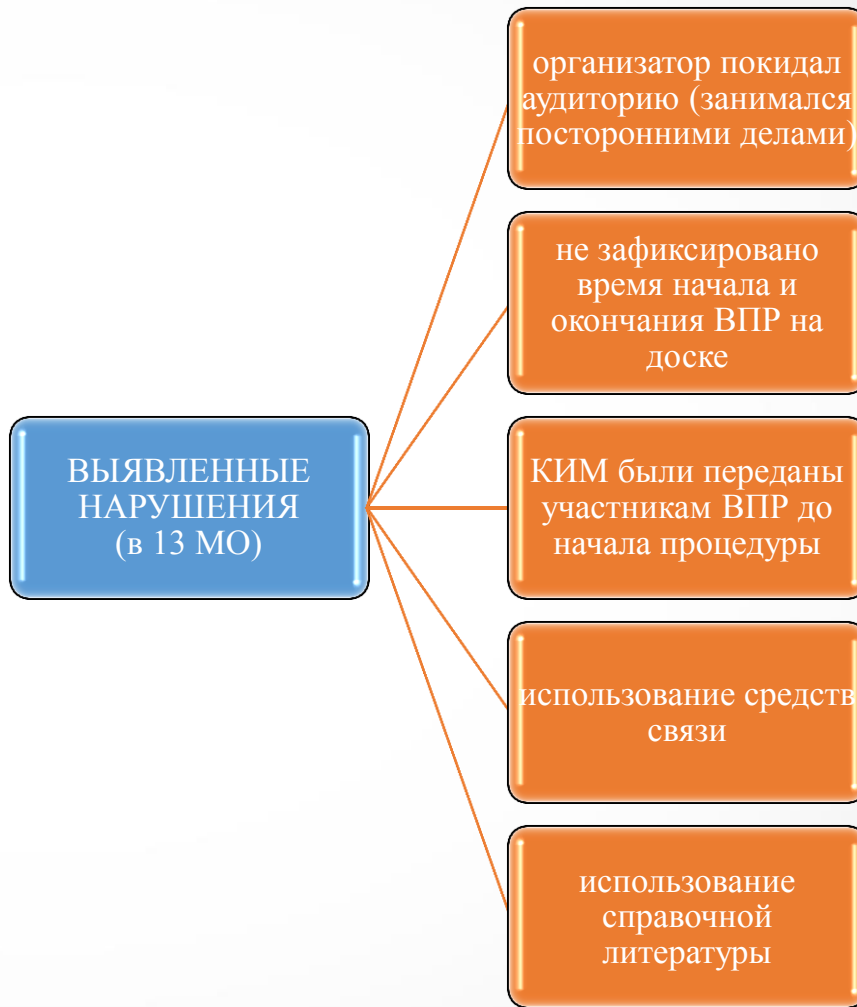 организатор покидал
аудиторию (занимался
посторонними делами)
не зафиксировано
время начала и
окончания ВПР на
доске
ВЫЯВЛЕННЫЕ
НАРУШЕНИЯ
(в 13 МО)
КИМ были переданы
участникам ВПР до
начала процедуры
использование средств
связи
использование
справочной
литературы